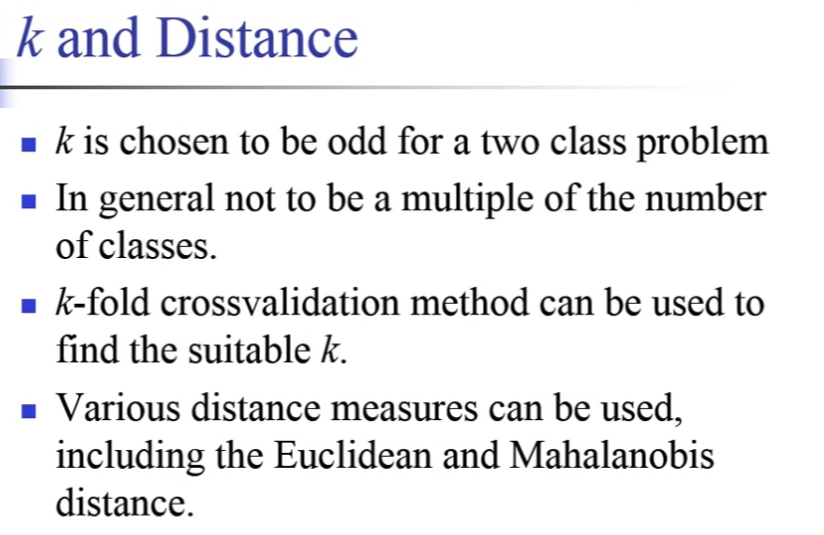 k and Distance
k is chosen to be odd for a two class problem
In general not to be a multiple of the number
of classes.
k-fold crossvalidation method can be used to
find the suitable k.
Various distance measures can be used,
including the Euclidean and Mahalanobis
distance.